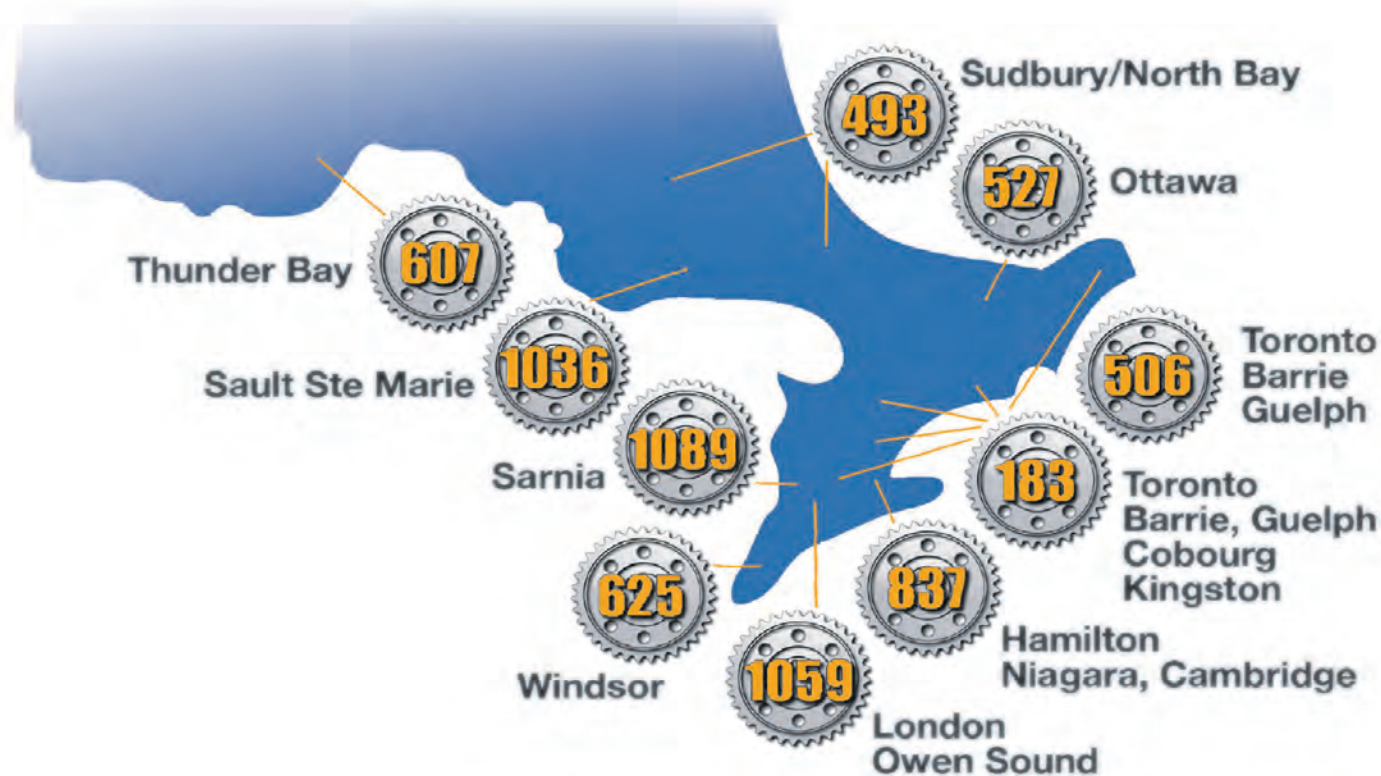 493
Sudbury/North Bay
527
Ottawa
607
Thunder Bay
1036
Sault Ste Marie
506
Toronto
Barrie
Guelph
1089
Sarnia
183
Toronto
Barrie, Guelph
Cobourg
Kingston
625
Windsor
837
Hamilton
Niagara, Cambridge
1059
London
Owen Sound